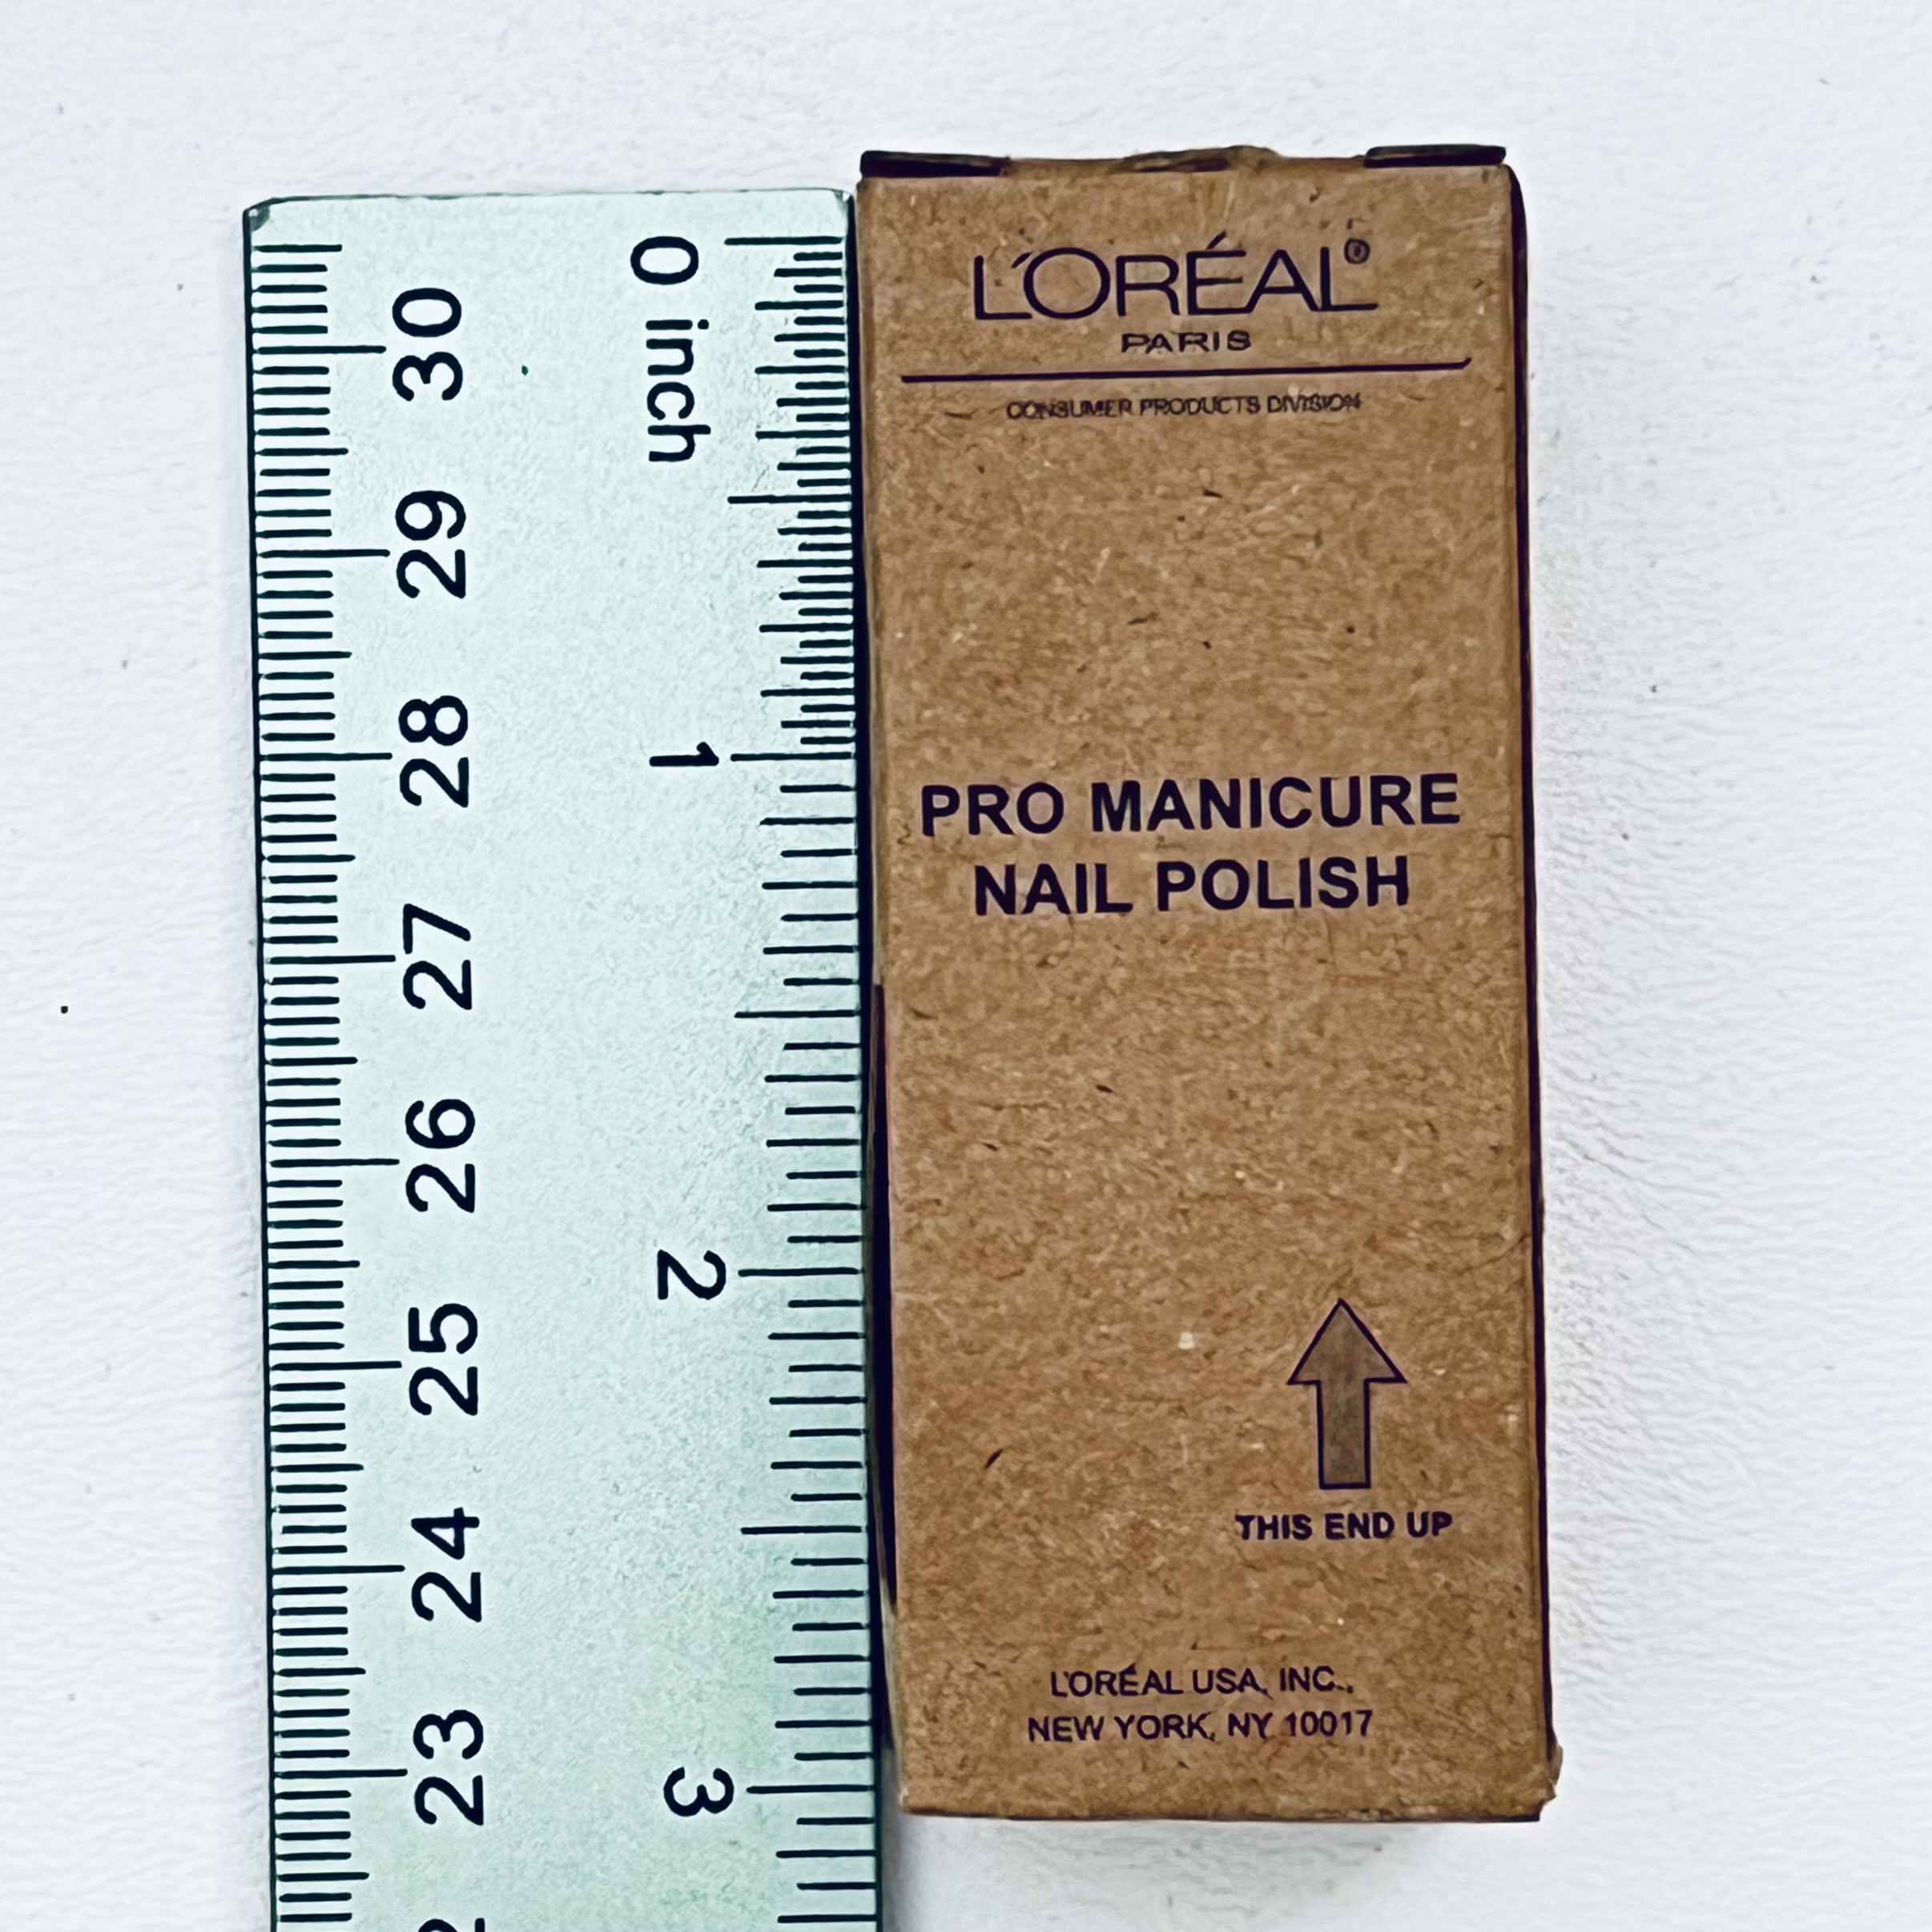 0 inch
1
2
3
30
29
28
27
26
25
24
23
L'ORÉAL®
PARIS
CONSUMER PRODUCTS DIVISION
PRO MANICURE
NAIL POLISH
THIS END UP
L'ORÉAL USA, INC.,
NEW YORK, NY 10017